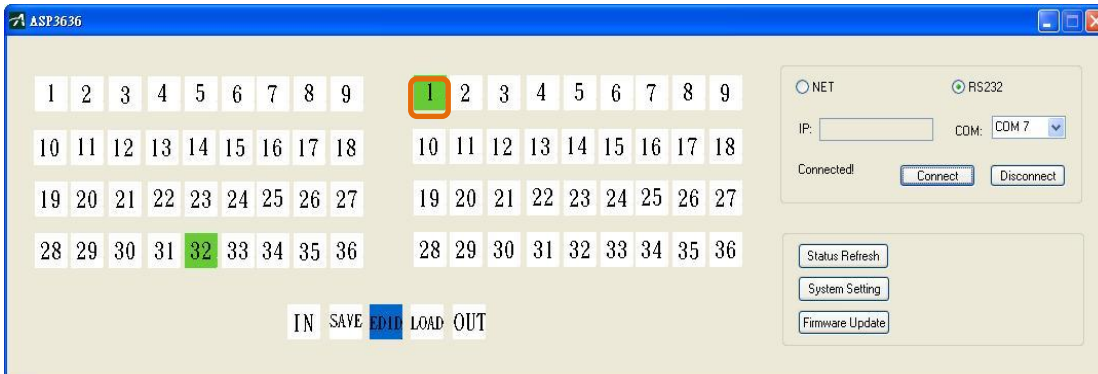 ASP3636
1 2 3 4 5 6 7 8 9
10 11 12 13 14 15 16 17 18
19 20 21 22 23 24 25 26 27
28 29 30 31 32 33 34 35 36
1 2 3 4 5 6 7 8 9
10 11 12 13 14 15 16 17 18
19 20 21 22 23 24 25 26 27
28 29 30 31 32 33 34 35 36
IN SAVE EDID LOAD OUT
NET RS232
IP: COM: COM 7
Connected! Connect Disconnect
Status Refresh
System Setting
Firmware Update